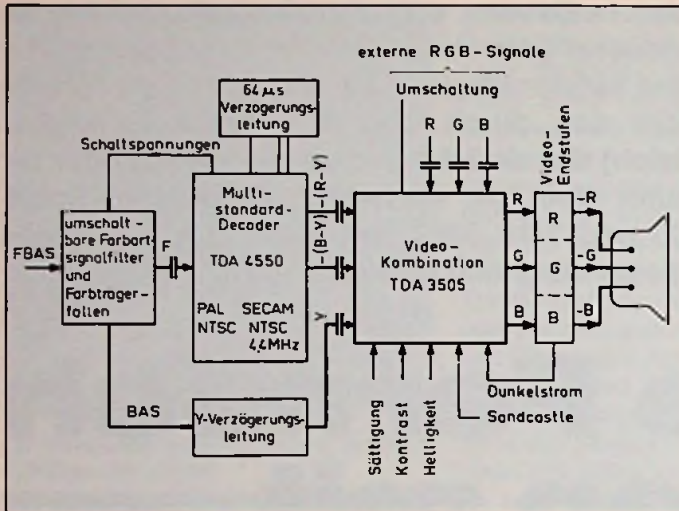 externe RGB-Signale
Umschaltung
R G B
Video-
Endstufen
64 µs
Verzögerungs-
leitung
Schaltspannungen
FBAS
umschalt-
bare Farbart-
signalfilter
und
Farbträger-
fallen
F
Multi-
standard-
Decoder
TDA 4550
PAL SECAM
NTSC NTSC
4,4MHz
-(R-Y)
-(B-Y)
Y
Video-
Kombination
TDA 3505
R
G
B
R
G
B
-R
-G
-B
BAS
Y-Verzögerungs-
leitung
Sättigung
Kontrast
Helligkeit
Dunkelstrom
Sandcastle